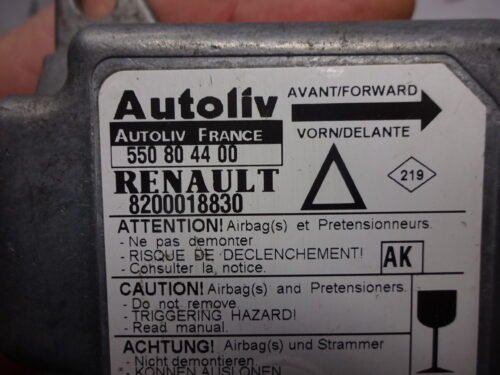 Autoliv
AVANT/FORWARD
AUTOLIV FRANCE
VORN/DELANTE
550 80 44 00
RENAULT
219
8200018830
ATTENTION! Airbag(s) et Pretensionneurs.
- Ne pas demonter
- RISQUE DE DECLENCHEMENT!
- Consulter la notice.
AK
CAUTION! Airbag(s) and Pretensioners.
- Do not remove
- TRIGGERING HAZARD!
- Read manual.
ACHTUNG! Airbag(s) und Strammer
- Nicht demontieren
- KONNEN AUSLOSEN